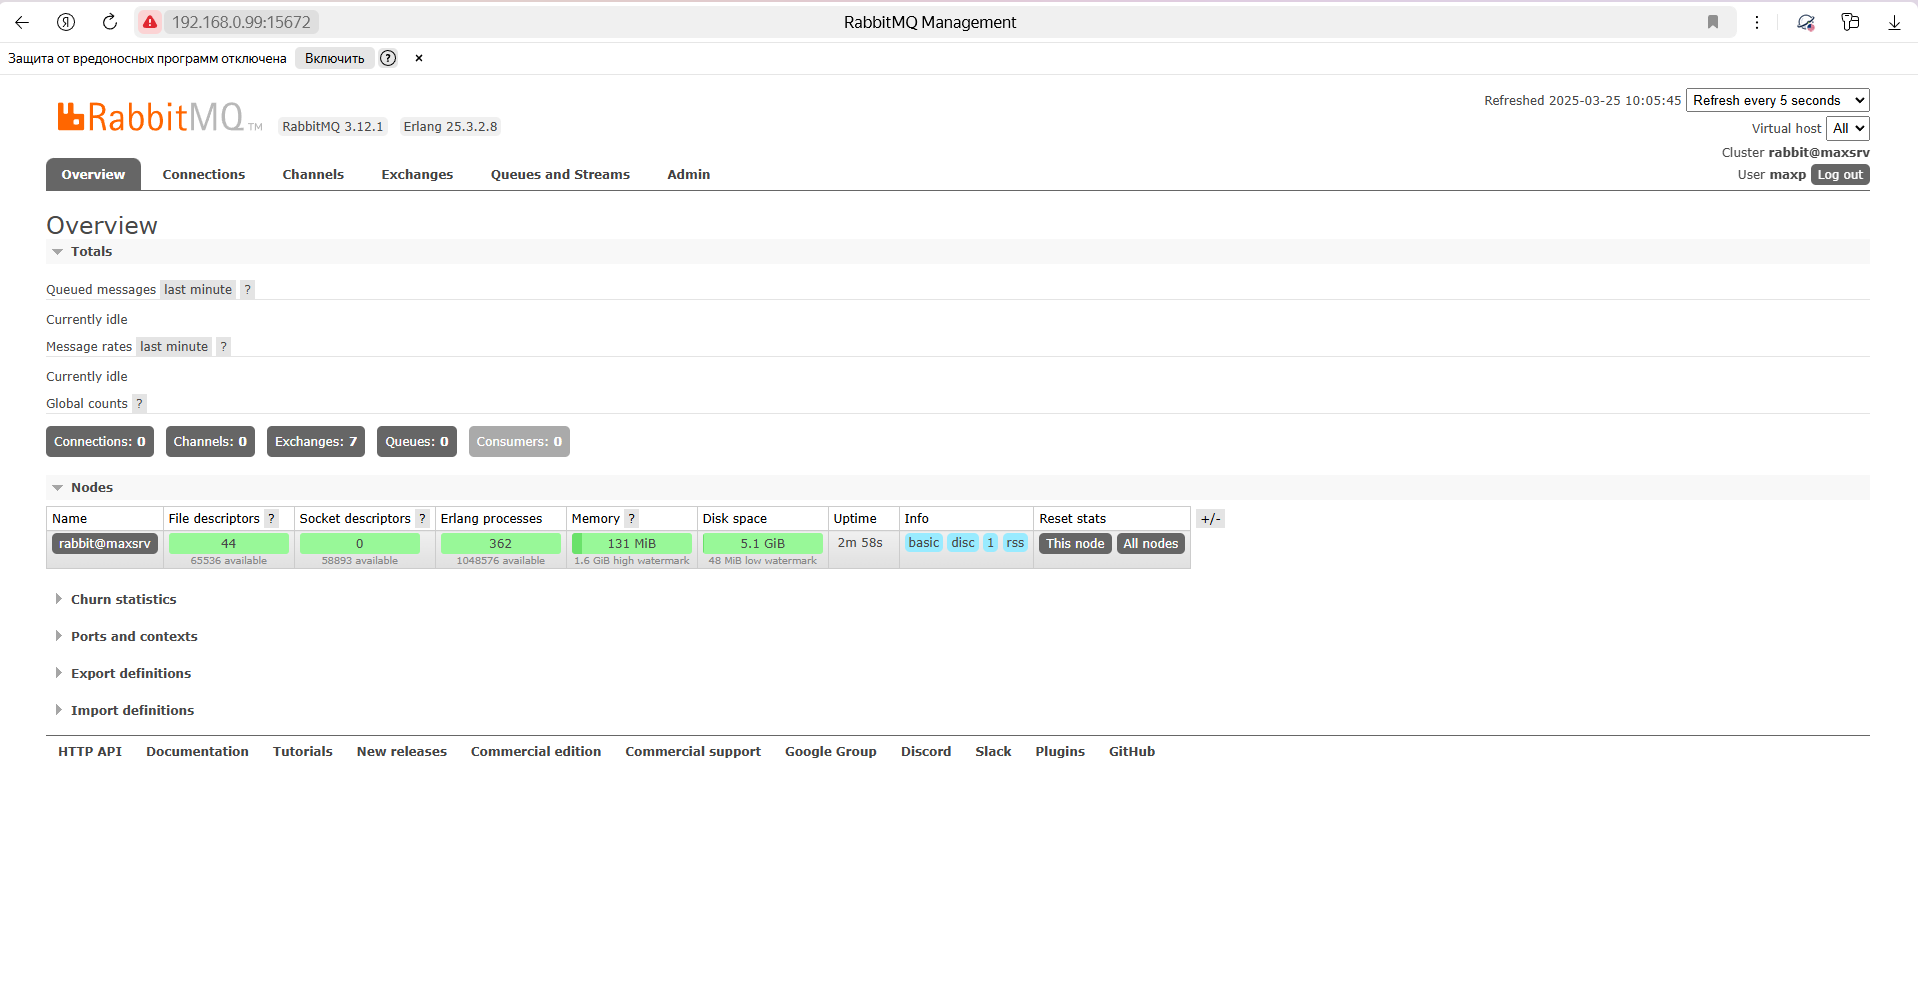 192.168.0.99:15672 RabbitMQ Management
Защита от вредоносных программ отключена Включить ? ×
RabbitMQ TM RabbitMQ 3.12.1 Erlang 25.3.2.8
Refreshed 2025-03-25 10:05:45 Refresh every 5 seconds
Virtual host All
Cluster rabbit@maxsrv
User maxp Log out
Overview Connections Channels Exchanges Queues and Streams Admin
Overview
Totals
Queued messages last minute ?
Currently idle
Message rates last minute ?
Currently idle
Global counts ?
Connections: 0 Channels: 0 Exchanges: 7 Queues: 0 Consumers: 0
Nodes
Name File descriptors ? Socket descriptors ? Erlang processes Memory ? Disk space Uptime Info Reset stats +/-
rabbit@maxsrv 44 0 362 131 MiB 5.1 GiB 2m 58s basic disc 1 rss This node All nodes
65536 available 58893 available 1048576 available 1.6 GiB high watermark 48 MiB low watermark
Churn statistics
Ports and contexts
Export definitions
Import definitions
HTTP API Documentation Tutorials New releases Commercial edition Commercial support Google Group Discord Slack Plugins GitHub